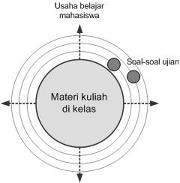 Usaha belajar
mahasiswa
Soal-soal ujian
Materi kuliah
di kelas